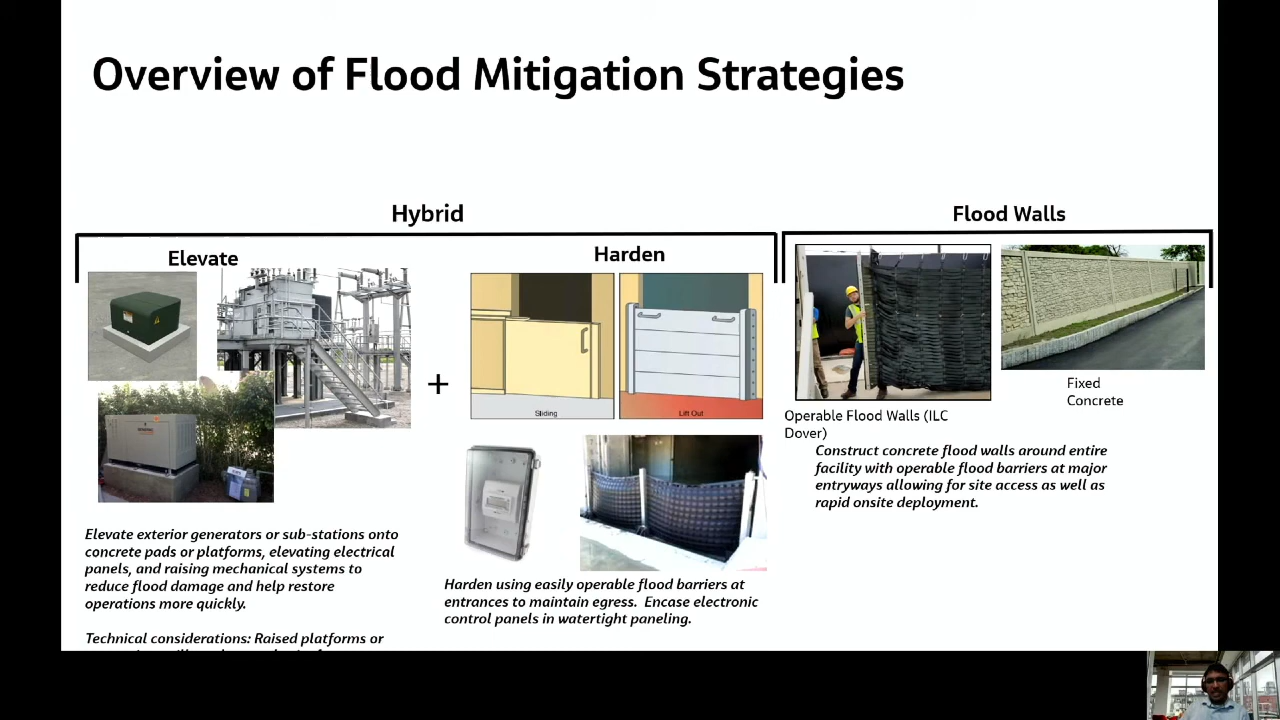 Overview of Flood Mitigation Strategies
Hybrid
Elevate
Harden
Sliding
Lift Out
+
Elevate exterior generators or sub-stations onto
concrete pads or platforms, elevating electrical
panels, and raising mechanical systems to
reduce flood damage and help restore
operations more quickly.
Technical considerations: Raised platforms or
Harden using easily operable flood barriers at
entrances to maintain egress.  Encase electronic
control panels in watertight paneling.
Flood Walls
Operable Flood Walls (ILC
Dover)
Fixed
Concrete
Construct concrete flood walls around entire
facility with operable flood barriers at major
entryways allowing for site access as well as
rapid onsite deployment.